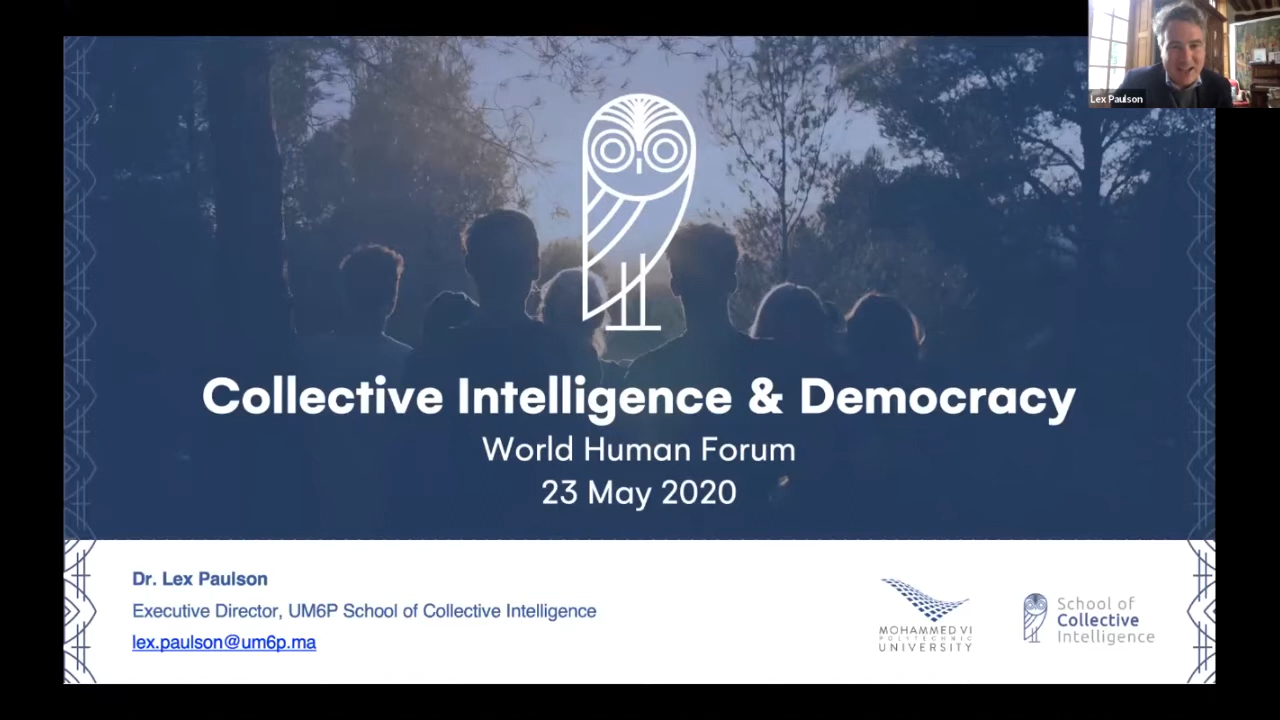 Lex Paulson
Collective Intelligence & Democracy
World Human Forum
23 May 2020
Dr. Lex Paulson
Executive Director, UM6P School of Collective Intelligence
lex.paulson@um6p.ma
MOHAMMED VI
POLYTECHNIC
UNIVERSITY
School of
Collective
Intelligence